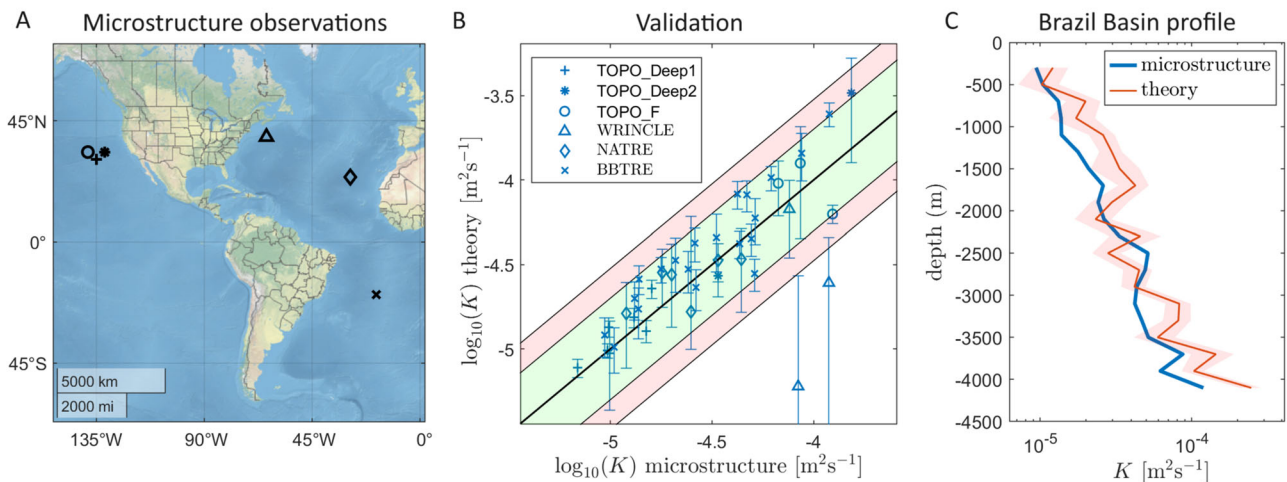 A Microstructure observations
45°N
0°
45°S
5000 km
2000 mi
135°W 90°W 45°W 0°
B Validation
TOPO_Deep1
TOPO_Deep2
TOPO_F
WRINCLE
NATRE
BBTRE
log₁₀(K) theory [m²s⁻¹]
-3.5
-4
-4.5
-5
-5 -4.5 -4
log₁₀(K) microstructure [m²s⁻¹]
C Brazil Basin profile
microstructure
theory
depth (m)
0
-500
-1000
-1500
-2000
-2500
-3000
-3500
-4000
-4500
10⁻⁵ 10⁻⁴
K [m²s⁻¹]